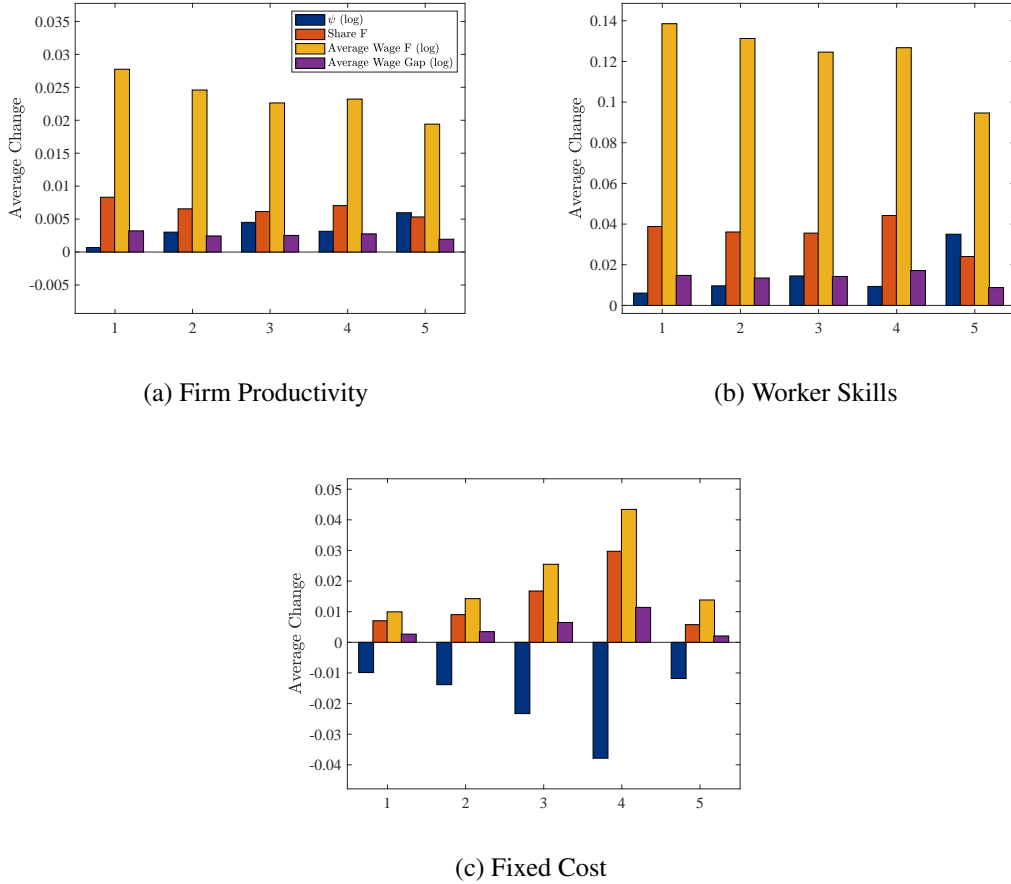 0.035
0.03
0.025
0.02
0.015
0.01
0.005
0
-0.005
Average Change
ψ (log)
Share F
Average Wage F (log)
Average Wage Gap (log)
1 2 3 4 5
(a) Firm Productivity
0.14
0.12
0.1
0.08
0.06
0.04
0.02
0
Average Change
1 2 3 4 5
(b) Worker Skills
0.05
0.04
0.03
0.02
0.01
0
-0.01
-0.02
-0.03
-0.04
Average Change
1 2 3 4 5
(c) Fixed Cost